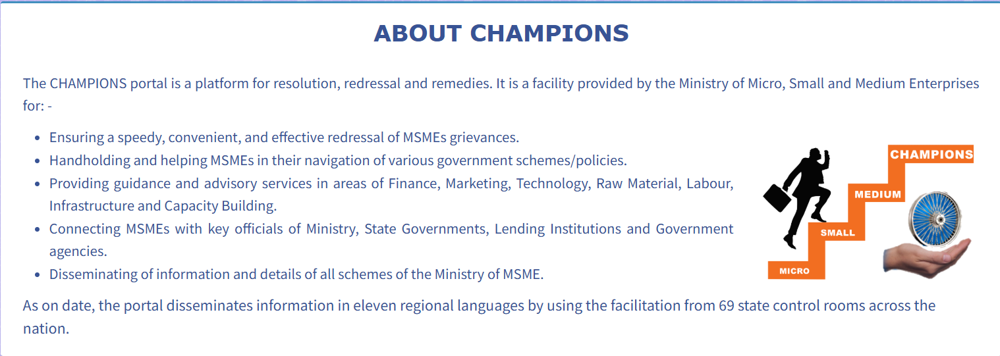 ABOUT CHAMPIONS
The CHAMPIONS portal is a platform for resolution, redressal and remedies. It is a facility provided by the Ministry of Micro, Small and Medium Enterprises
for: -
• Ensuring a speedy, convenient, and effective redressal of MSMEs grievances.
• Handholding and helping MSMEs in their navigation of various government schemes/policies.
• Providing guidance and advisory services in areas of Finance, Marketing, Technology, Raw Material, Labour,
Infrastructure and Capacity Building.
• Connecting MSMEs with key officials of Ministry, State Governments, Lending Institutions and Government
agencies.
• Disseminating of information and details of all schemes of the Ministry of MSME.
CHAMPIONS
MEDIUM
SMALL
MICRO
As on date, the portal disseminates information in eleven regional languages by using the facilitation from 69 state control rooms across the
nation.